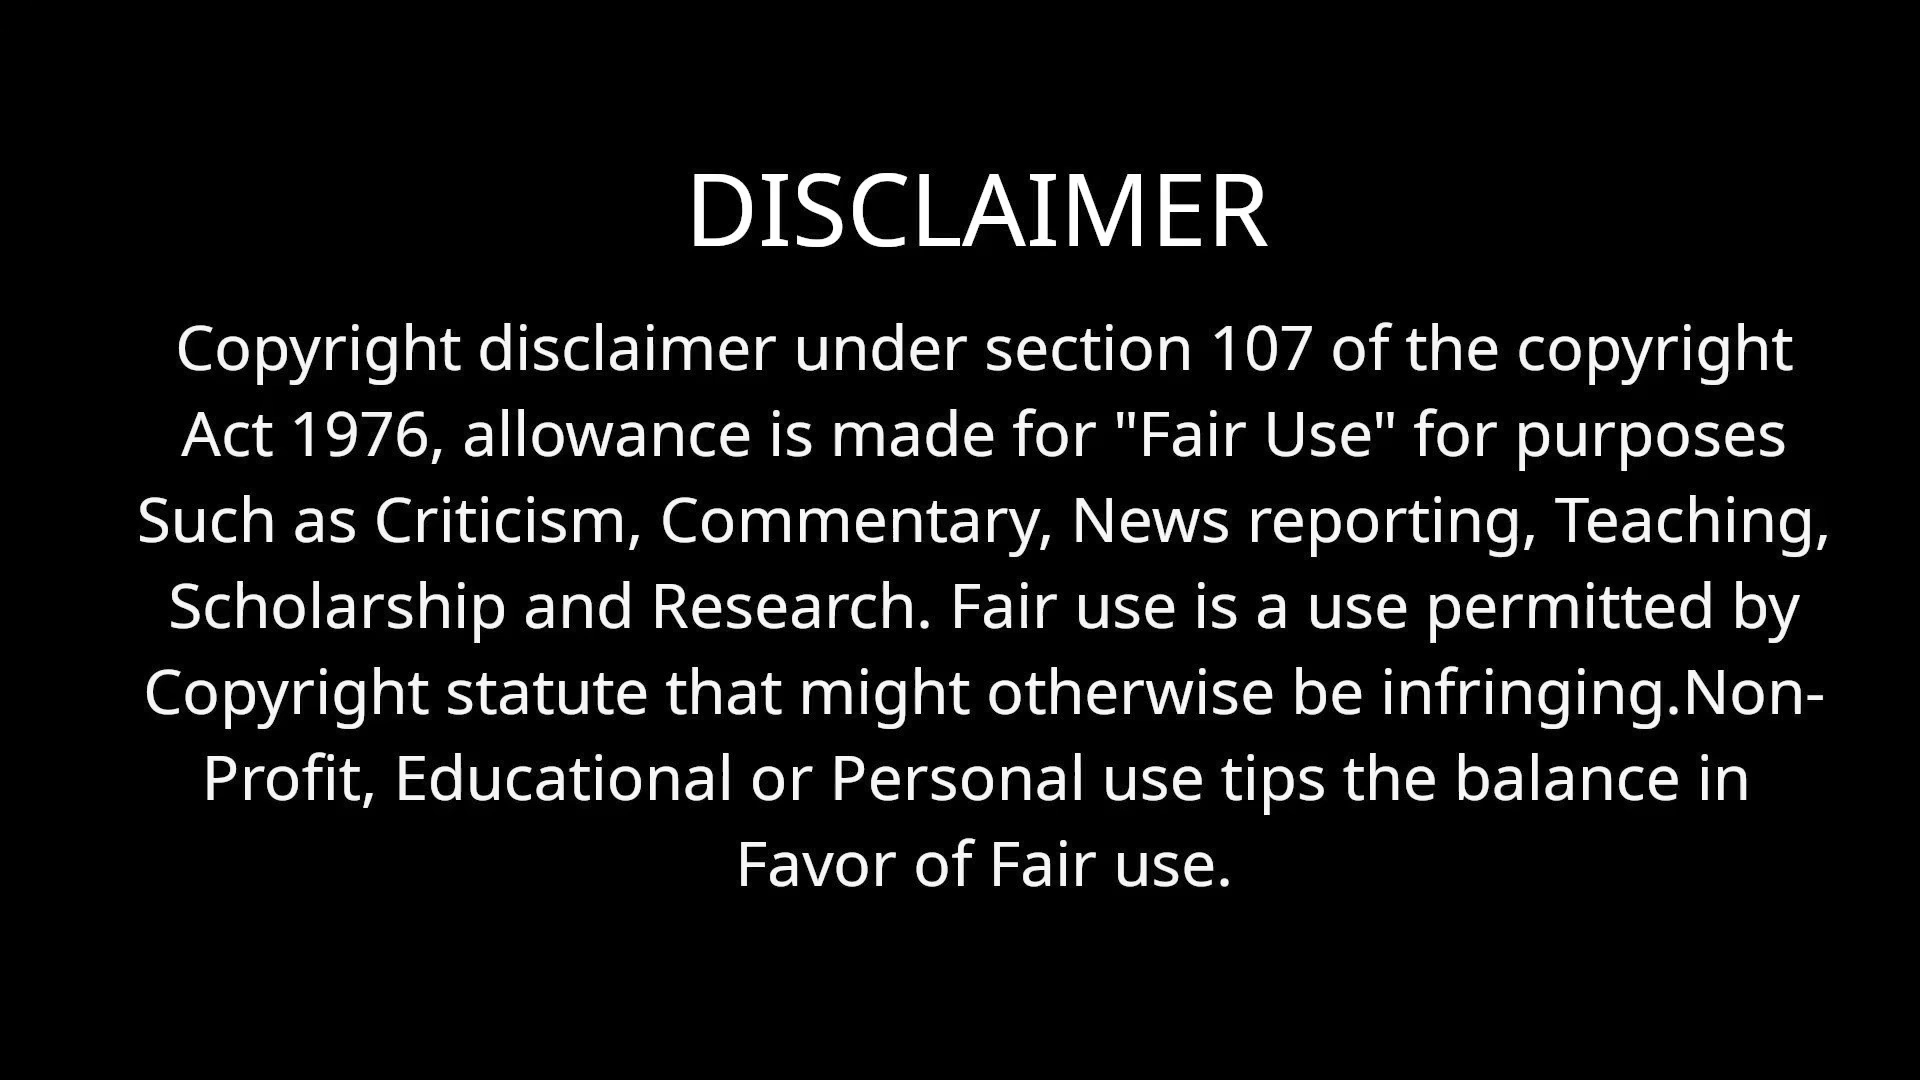 DISCLAIMER
Copyright disclaimer under section 107 of the copyright
Act 1976, allowance is made for "Fair Use" for purposes
Such as Criticism, Commentary, News reporting, Teaching,
Scholarship and Research. Fair use is a use permitted by
Copyright statute that might otherwise be infringing.Non-
Profit, Educational or Personal use tips the balance in
Favor of Fair use.